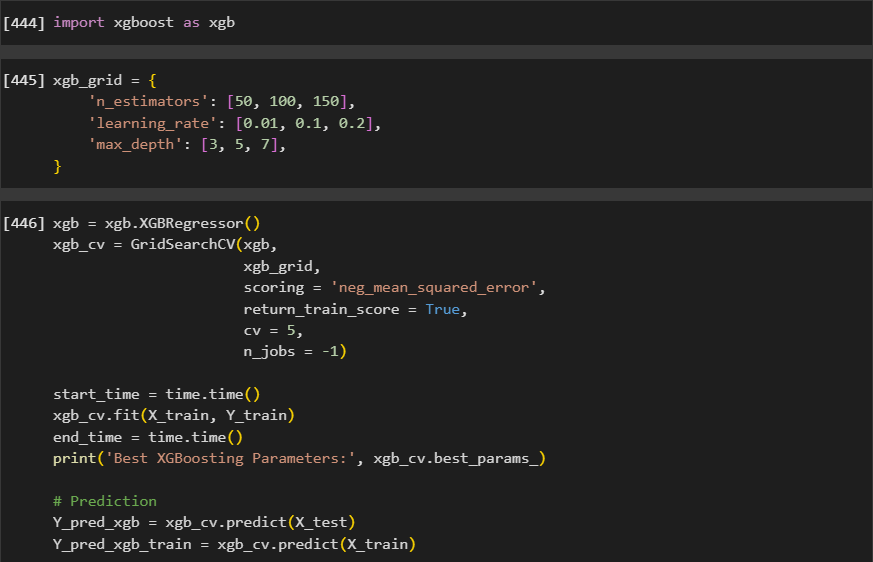 [444] import xgboost as xgb
[445] xgb_grid = {
    'n_estimators': [50, 100, 150],
    'learning_rate': [0.01, 0.1, 0.2],
    'max_depth': [3, 5, 7],
}
[446] xgb = xgb.XGBRegressor()
xgb_cv = GridSearchCV(xgb,
                      xgb_grid,
                      scoring = 'neg_mean_squared_error',
                      return_train_score = True,
                      cv = 5,
                      n_jobs = -1)
start_time = time.time()
xgb_cv.fit(X_train, Y_train)
end_time = time.time()
print('Best XGBoosting Parameters:', xgb_cv.best_params_)
# Prediction
Y_pred_xgb = xgb_cv.predict(X_test)
Y_pred_xgb_train = xgb_cv.predict(X_train)